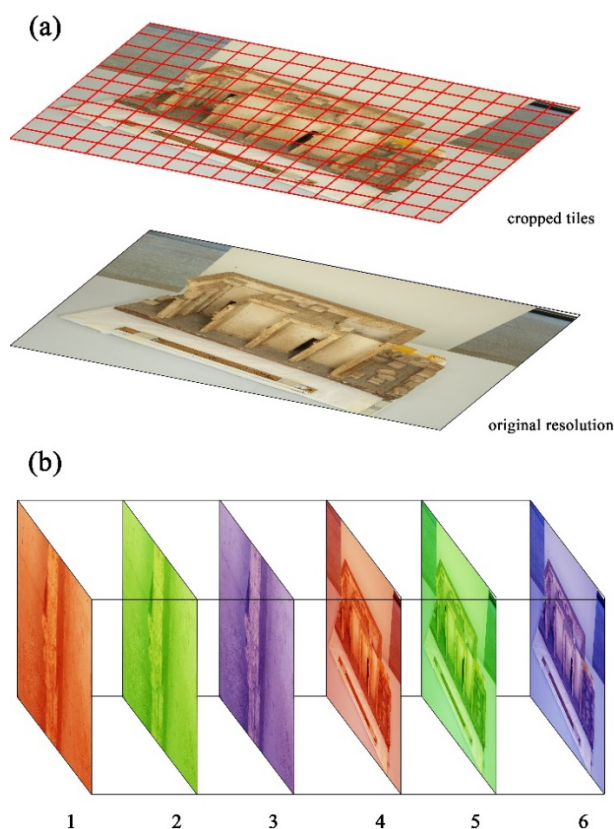 (a)
cropped tiles
original resolution
(b)
1 2 3 4 5 6